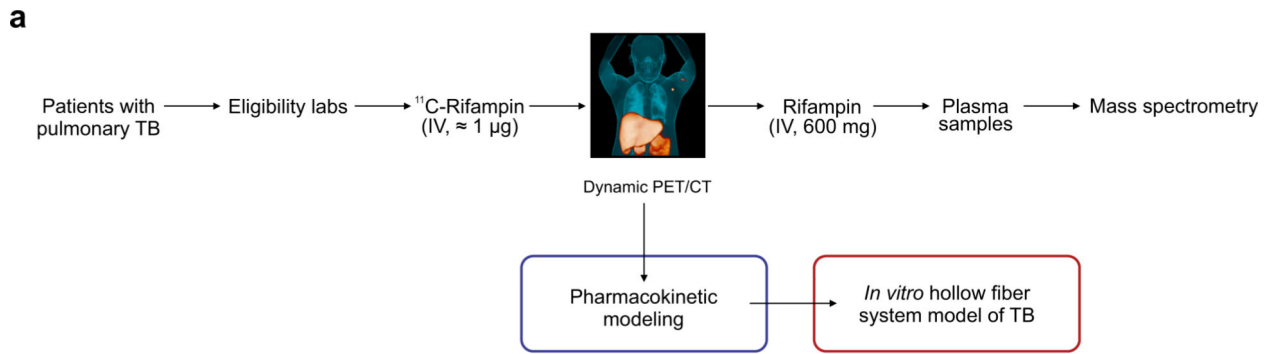 a
Patients with
pulmonary TB
Eligibility labs
¹¹C-Rifampin
(IV, ≈ 1 µg)
Rifampin
(IV, 600 mg)
Plasma
samples
Mass spectrometry
Dynamic PET/CT
Pharmacokinetic
modeling
In vitro hollow fiber
system model of TB